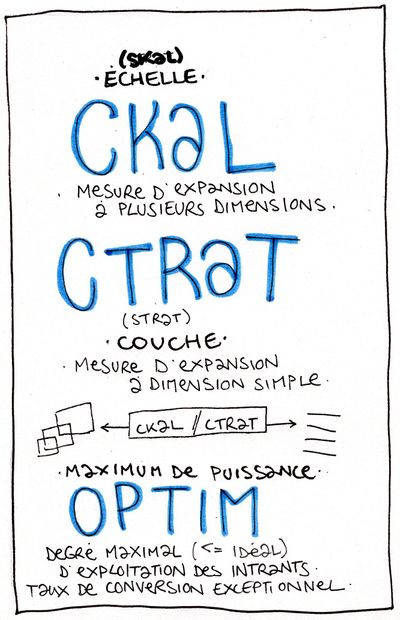 (SKaL)
·ÉCHELLE·
CKaL
· MESURE D'EXPANSION
à PLUSIEURS DIMENSIONS.
CTRaT
(STRaT)
·COUCHE·
·MESURE D'EXPANSION
à DIMENSION SIMPLE.
CKaL // CTRaT
·MaXIMUM DE PUISSaNCE·
OPTIM
DEGRÉ MaXIMaL (<= IDÉaL)
D'EXPLOITaTION DES INTRaNTS.
TaUX DE CONVERSION EXCEPTIONNEL.